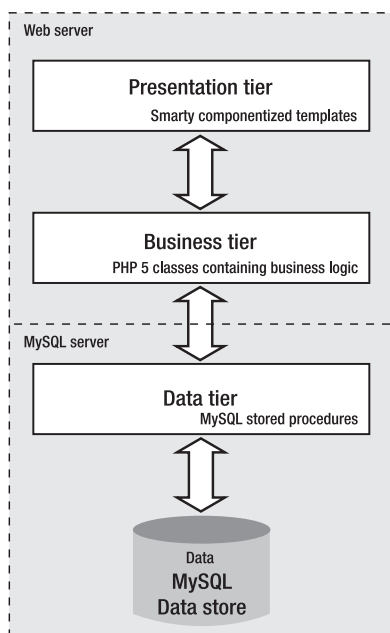 Web server
Presentation tier
Smarty componentized templates
Business tier
PHP 5 classes containing business logic
MySQL server
Data tier
MySQL stored procedures
Data
MySQL
Data store